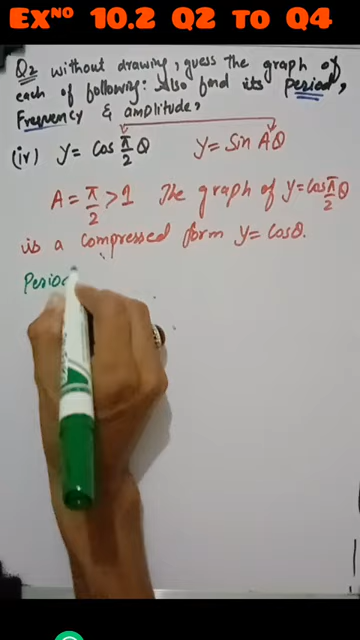 Exᴺᴼ 10.2 Q2 TO Q4
Q2 without drawing, guess the graph of
each of following: Also find its period,
Frequency & amplitude,
(iv) y = Cos π/2 θ y = Sin Aθ
A = π/2 > 1 The graph of y = Cos π/2 θ
is a compressed form y = Cosθ.
Period